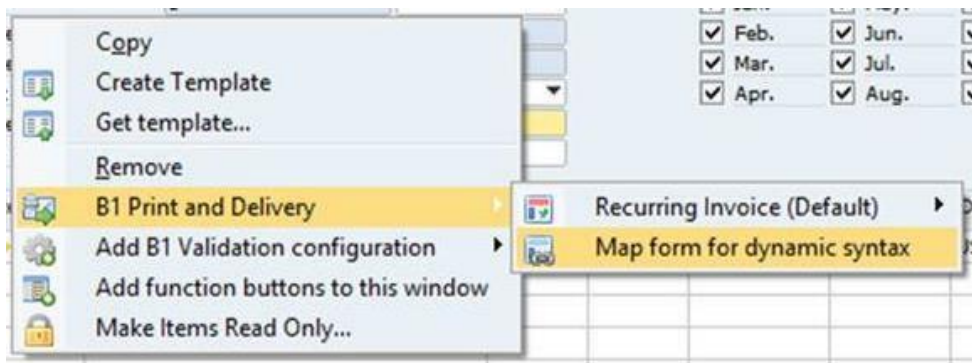 Copy
Create Template
Get template...
Remove
B1 Print and Delivery
Add B1 Validation configuration
Add function buttons to this window
Make Items Read Only...
Recurring Invoice (Default)
Map form for dynamic syntax
Feb. Jun.
Mar. Jul.
Apr. Aug.